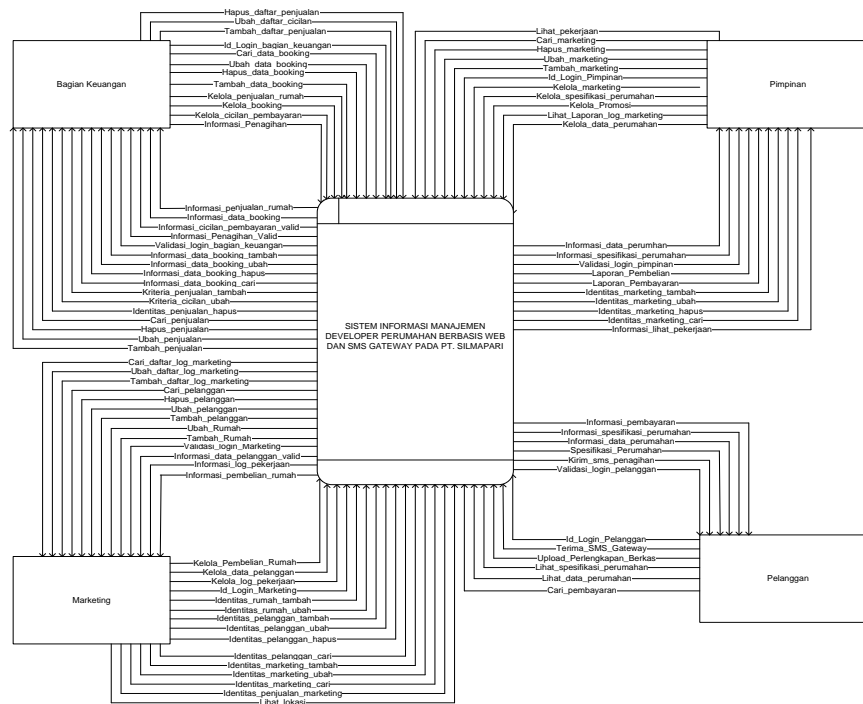 Hapus_daftar_penjualan
Ubah_daftar_cicilan
Tambah_daftar_penjualan
Id_Login_bagian_keuangan
Cari_data_booking
Ubah_data_booking
Hapus_data_booking
Tambah_data_booking
Kelola_penjualan_rumah
Kelola_booking
Kelola_cicilan_pembayaran
Informasi_Penagihan
Bagian Keuangan
Lihat_pekerjaan
Cari_marketing
Hapus_marketing
Ubah_marketing
Tambah_marketing
Id_Login_Pimpinan
Kelola_marketing
Kelola_spesifikasi_perumahan
Kelola_Promosi
Lihat_Laporan_log_marketing
Kelola_data_perumahan
Pimpinan
Informasi_penjualan_rumah
Informasi_data_booking
Informasi_cicilan_pembayaran_valid
Informasi_Penagihan_Valid
Validasi_login_bagian_keuangan
Informasi_data_booking_tambah
Informasi_data_booking_ubah
Informasi_data_booking_hapus
Informasi_data_booking_cari
Kriteria_penjualan_tambah
Kriteria_cicilan_ubah
Identitas_penjualan_hapus
Cari_penjualan
Hapus_penjualan
Ubah_penjualan
Tambah_penjualan
Informasi_data_perumhan
Informasi_spesifikasi_perumahan
Validasi_login_pimpinan
Laporan_Pembelian
Laporan_Pembayaran
Identitas_marketing_tambah
Identitas_marketing_ubah
Identitas_marketing_hapus
Identitas_marketing_cari
Informasi_lihat_pekerjaan
SISTEM INFORMASI MANAJEMEN
DEVELOPER PERUMAHAN BERBASIS WEB
DAN SMS GATEWAY PADA PT. SILMAPARI
Cari_daftar_log_marketing
Ubah_daftar_log_marketing
Tambah_daftar_log_marketing
Cari_pelanggan
Hapus_pelanggan
Ubah_pelanggan
Tambah_pelanggan
Ubah_Rumah
Tambah_Rumah
Validasi_login_Marketing
Informasi_data_pelanggan_valid
Informasi_log_pekerjaan
Informasi_pembelian_rumah
Informasi_pembayaran
Informasi_spesifikasi_perumahan
Informasi_data_perumahan
Spesifikasi_Perumahan
Kirim_sms_penagihan
Validasi_login_pelanggan
Marketing
Kelola_Pembelian_Rumah
Kelola_data_pelanggan
Kelola_log_pekerjaan
Id_Login_Marketing
Identitas_rumah_tambah
Identitas_rumah_ubah
Identitas_pelanggan_tambah
Identitas_pelanggan_ubah
Identitas_pelanggan_hapus
Identitas_pelanggan_cari
Identitas_marketing_tambah
Identitas_marketing_ubah
Identitas_marketing_cari
Identitas_penjualan_marketing
Lihat_lokasi
Id_Login_Pelanggan
Terima_SMS_Gateway
Upload_Perlengkapan_Berkas
Lihat_spesifikasi_perumahan
Lihat_data_perumahan
Cari_pembayaran
Pelanggan